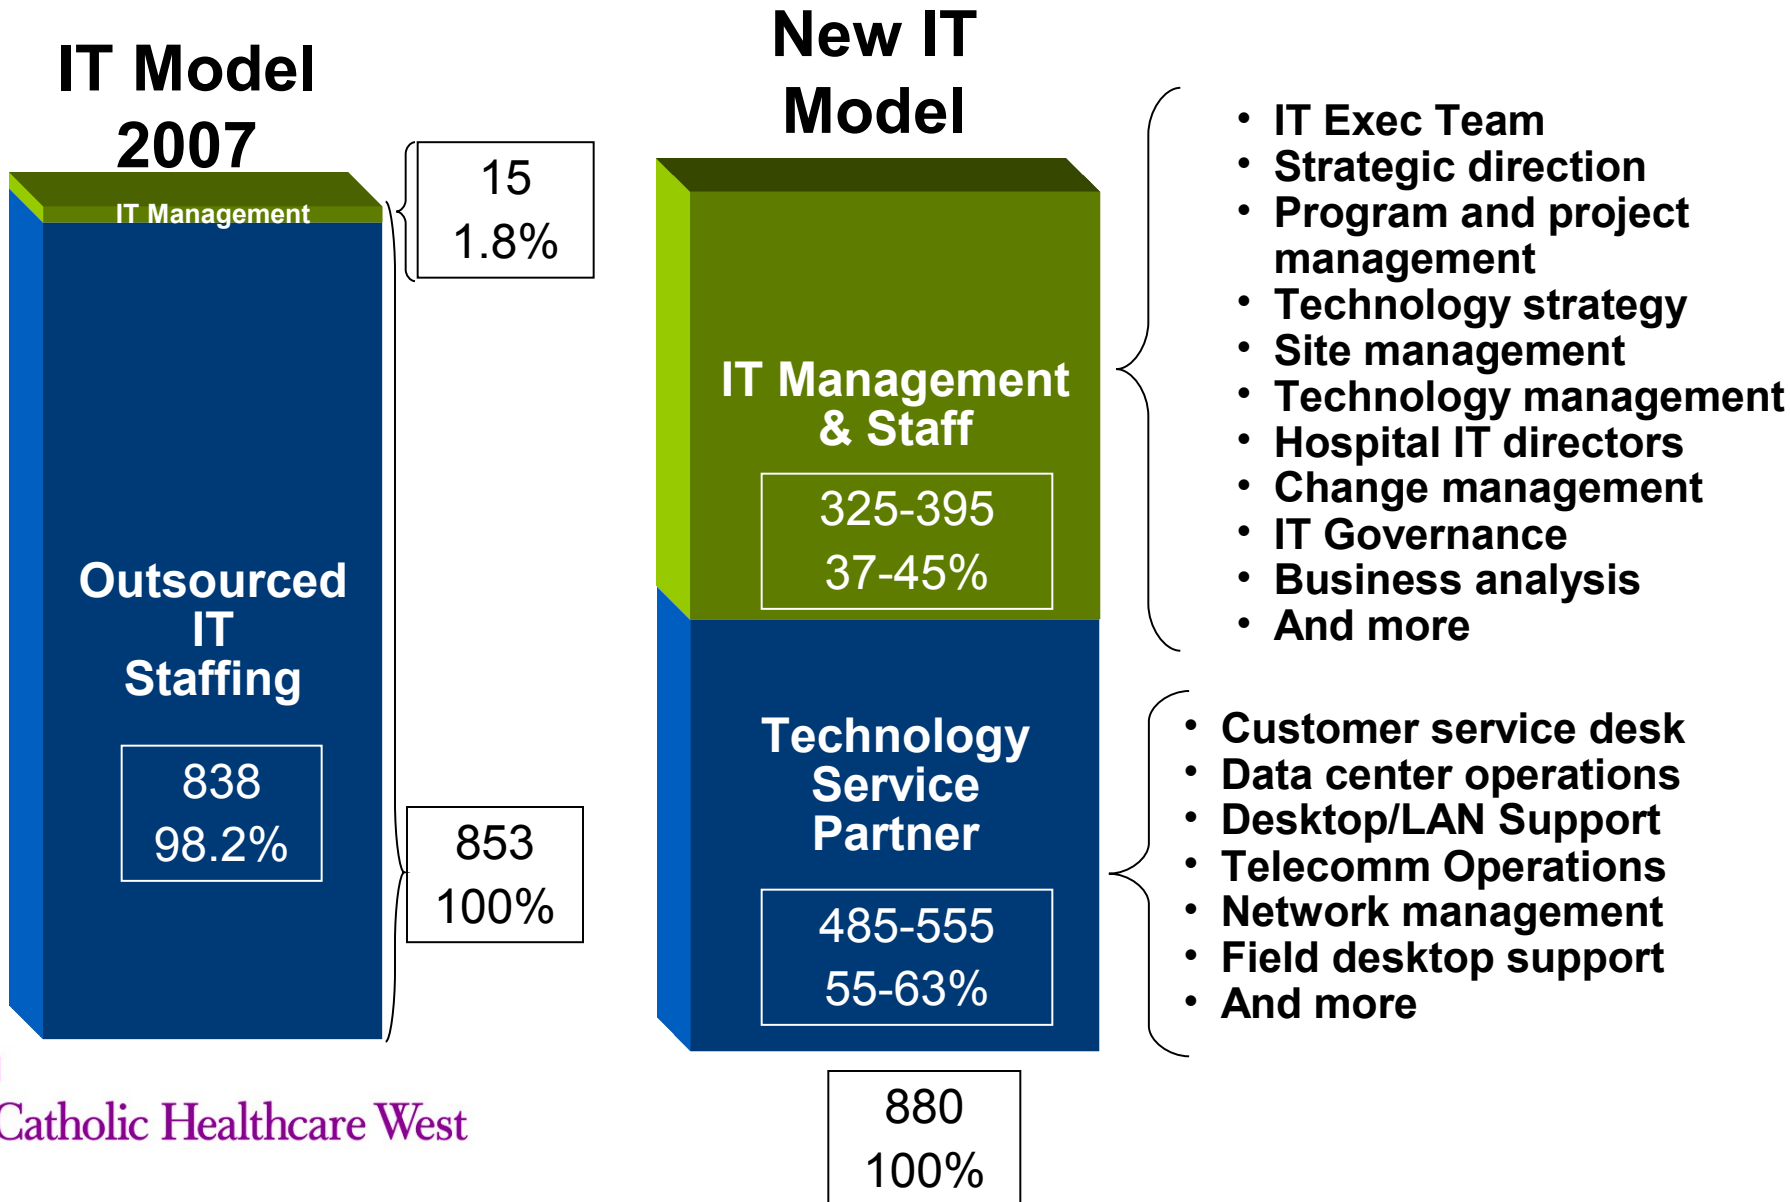 IT Model
2007
IT Management
15
1.8%
Outsourced
IT
Staffing
838
98.2%
853
100%
New IT
Model
IT Management
& Staff
325-395
37-45%
Technology
Service
Partner
485-555
55-63%
880
100%
• IT Exec Team
• Strategic direction
• Program and project
management
• Technology strategy
• Site management
• Technology management
• Hospital IT directors
• Change management
• IT Governance
• Business analysis
• And more
• Customer service desk
• Data center operations
• Desktop/LAN Support
• Telecomm Operations
• Network management
• Field desktop support
• And more
Catholic Healthcare West